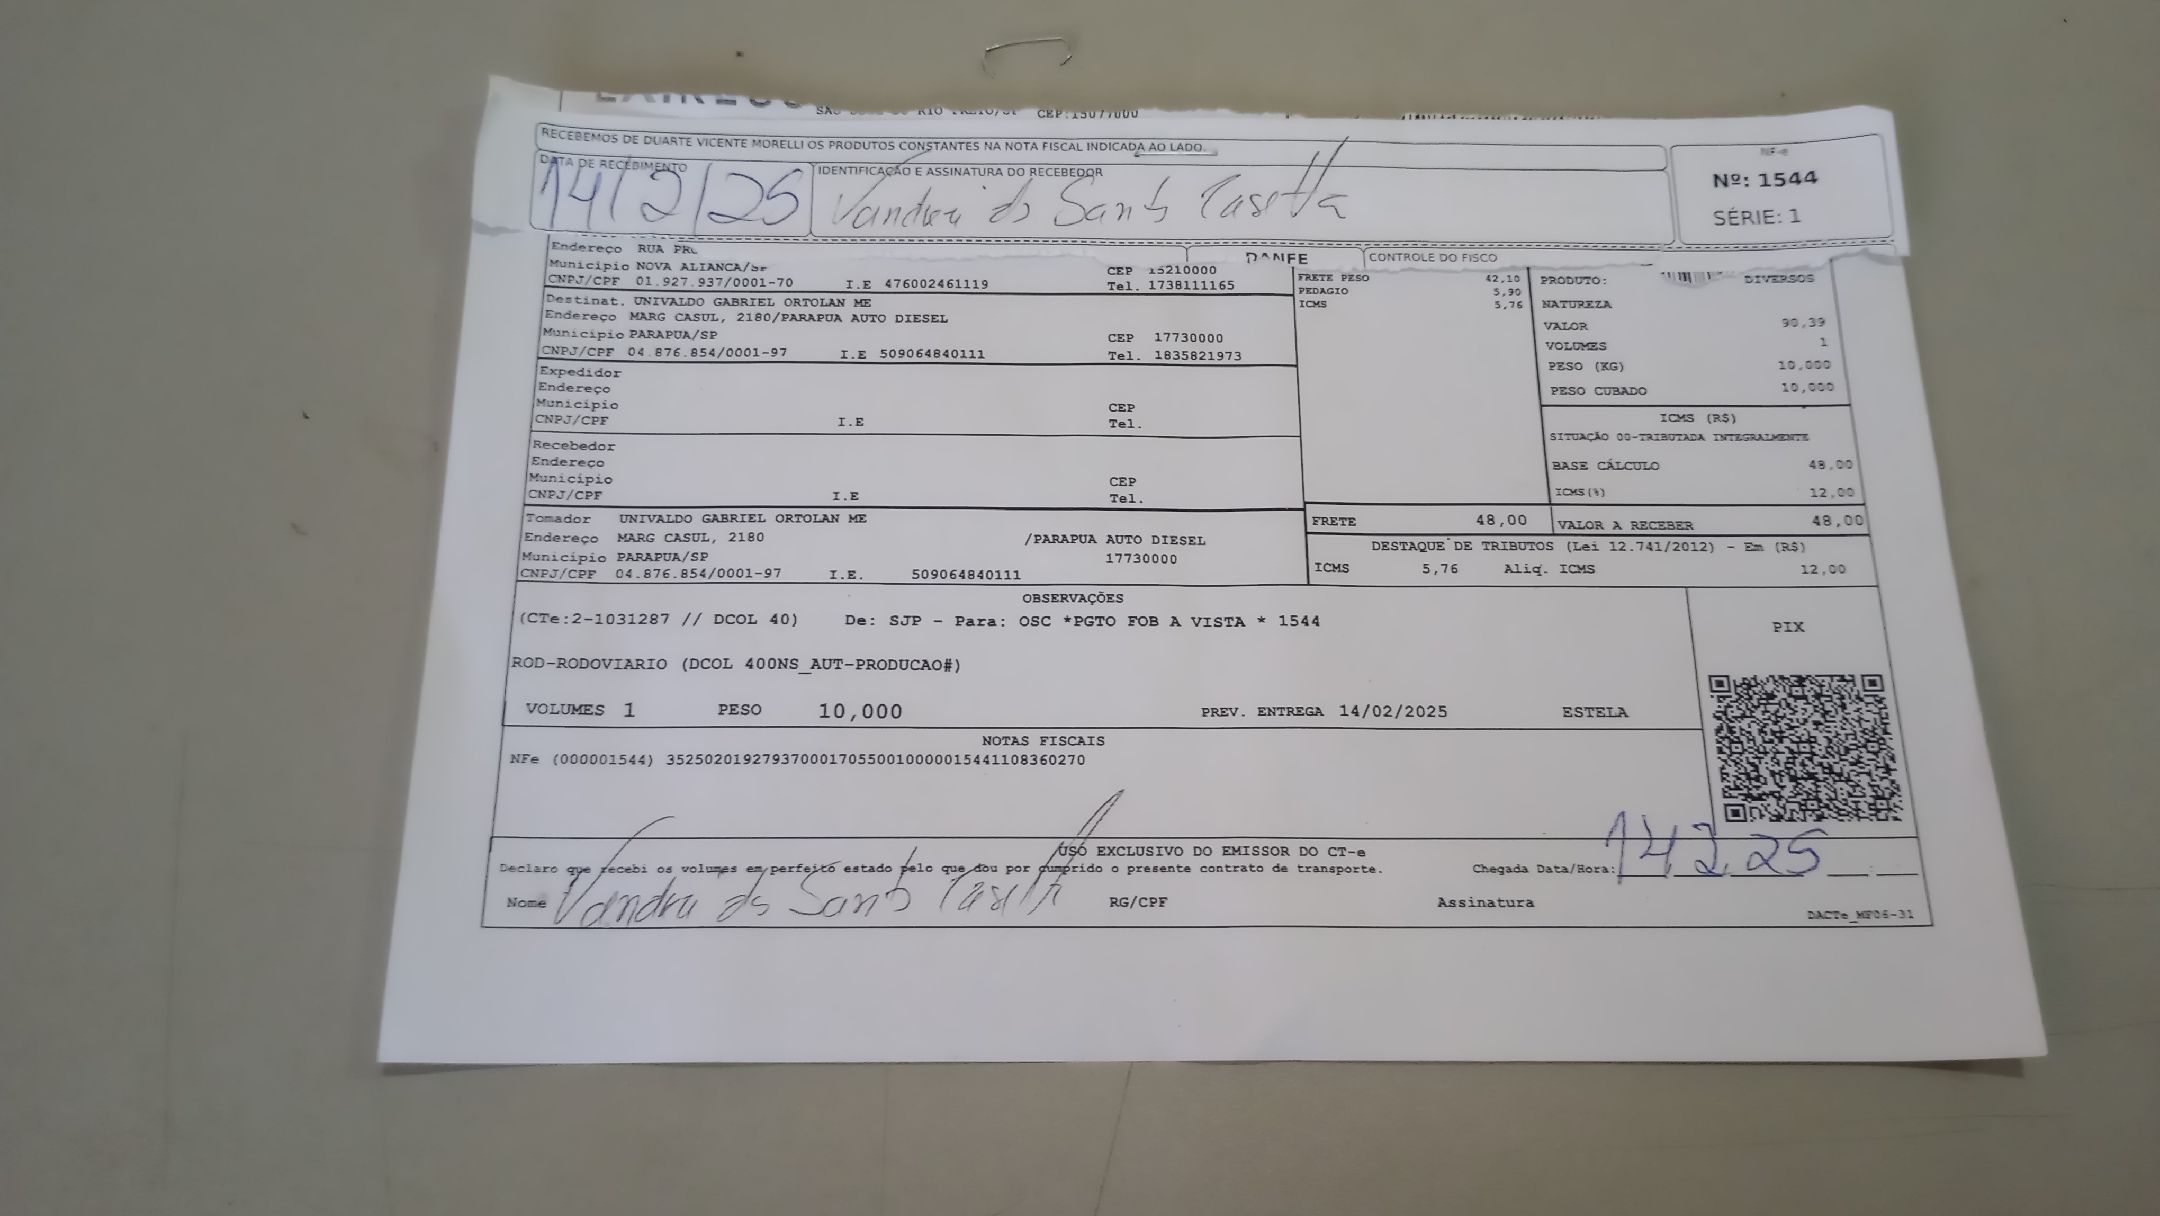 CEP:15077000
RECEBEMOS DE DUARTE VICENTE MORELLI OS PRODUTOS CONSTANTES NA NOTA FISCAL INDICADA AO LADO.
DATA DE RECEBIMENTO IDENTIFICAÇÃO E ASSINATURA DO RECEBEDOR
14/2/25
NF-e
Nº: 1544
SÉRIE: 1
DANFE CONTROLE DO FISCO
Endereço RUA
Município NOVA ALIANCA/SP CEP 15210000
CNPJ/CPF 01.927.937/0001-70 I.E 476002461119 Tel. 1738111165
Destinat. UNIVALDO GABRIEL ORTOLAN ME
Endereço MARG CASUL, 2180/PARAPUA AUTO DIESEL
Município PARAPUA/SP CEP 17730000
CNPJ/CPF 04.876.854/0001-97 I.E 509064840111 Tel. 1835821973
Expedidor
Endereço
Município CEP
CNPJ/CPF I.E Tel.
Recebedor
Endereço
Município CEP
CNPJ/CPF I.E Tel.
Tomador UNIVALDO GABRIEL ORTOLAN ME
Endereço MARG CASUL, 2180 /PARAPUA AUTO DIESEL
Município PARAPUA/SP 17730000
CNPJ/CPF 04.876.854/0001-97 I.E. 509064840111
FRETE PESO 42,10
PEDAGIO 5,90
ICMS 5,76
PRODUTO: DIVERSOS
NATUREZA
VALOR 90,39
VOLUMES 1
PESO (KG) 10,000
PESO CUBADO 10,000
ICMS (R$)
SITUAÇÃO 00-TRIBUTADA INTEGRALMENTE
BASE CÁLCULO 48,00
ICMS(%) 12,00
FRETE 48,00 VALOR A RECEBER 48,00
DESTAQUE DE TRIBUTOS (Lei 12.741/2012) - Em (R$)
ICMS 5,76 Aliq. ICMS 12,00
OBSERVAÇÕES
(CTe:2-1031287 // DCOL 40) De: SJP - Para: OSC *PGTO FOB A VISTA * 1544
ROD-RODOVIARIO (DCOL 400NS_AUT-PRODUCAO#)
VOLUMES 1 PESO 10,000 PREV. ENTREGA 14/02/2025 ESTELA
PIX
NOTAS FISCAIS
NFe (000001544) 35250201927937000170550010000015441108360270
USO EXCLUSIVO DO EMISSOR DO CT-e
Declaro que recebi os volumes em perfeito estado pelo que dou por cumprido o presente contrato de transporte. Chegada Data/Hora: 14 2.25
Nome RG/CPF Assinatura
DACTe_MF06-31